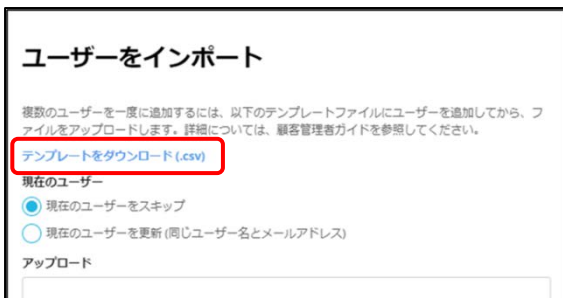 ユーザーをインポート
複数のユーザーを一度に追加するには、以下のテンプレートファイルにユーザーを追加してから、フ
ァイルをアップロードします。詳細については、顧客管理者ガイドを参照してください。
テンプレートをダウンロード (.csv)
現在のユーザー
現在のユーザーをスキップ
現在のユーザーを更新 (同じユーザー名とメールアドレス)
アップロード